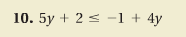 10. 5y + 2 ≤ −1 + 4y